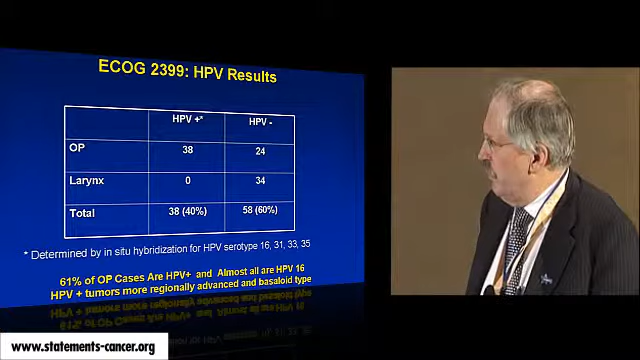 ECOG 2399: HPV Results
HPV +* HPV -
OP 38 24
Larynx 0 34
Total 38 (40%) 58 (60%)
* Determined by in situ hybridization for HPV serotype 16, 31, 33, 35
61% of OP Cases Are HPV+ and Almost all are HPV 16
HPV + tumors more regionally advanced and basaloid type
www.statements-cancer.org